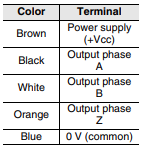 Color Terminal
Brown Power supply
(+Vcc)
Black Output phase
A
White Output phase
B
Orange Output phase
Z
Blue 0 V (common)